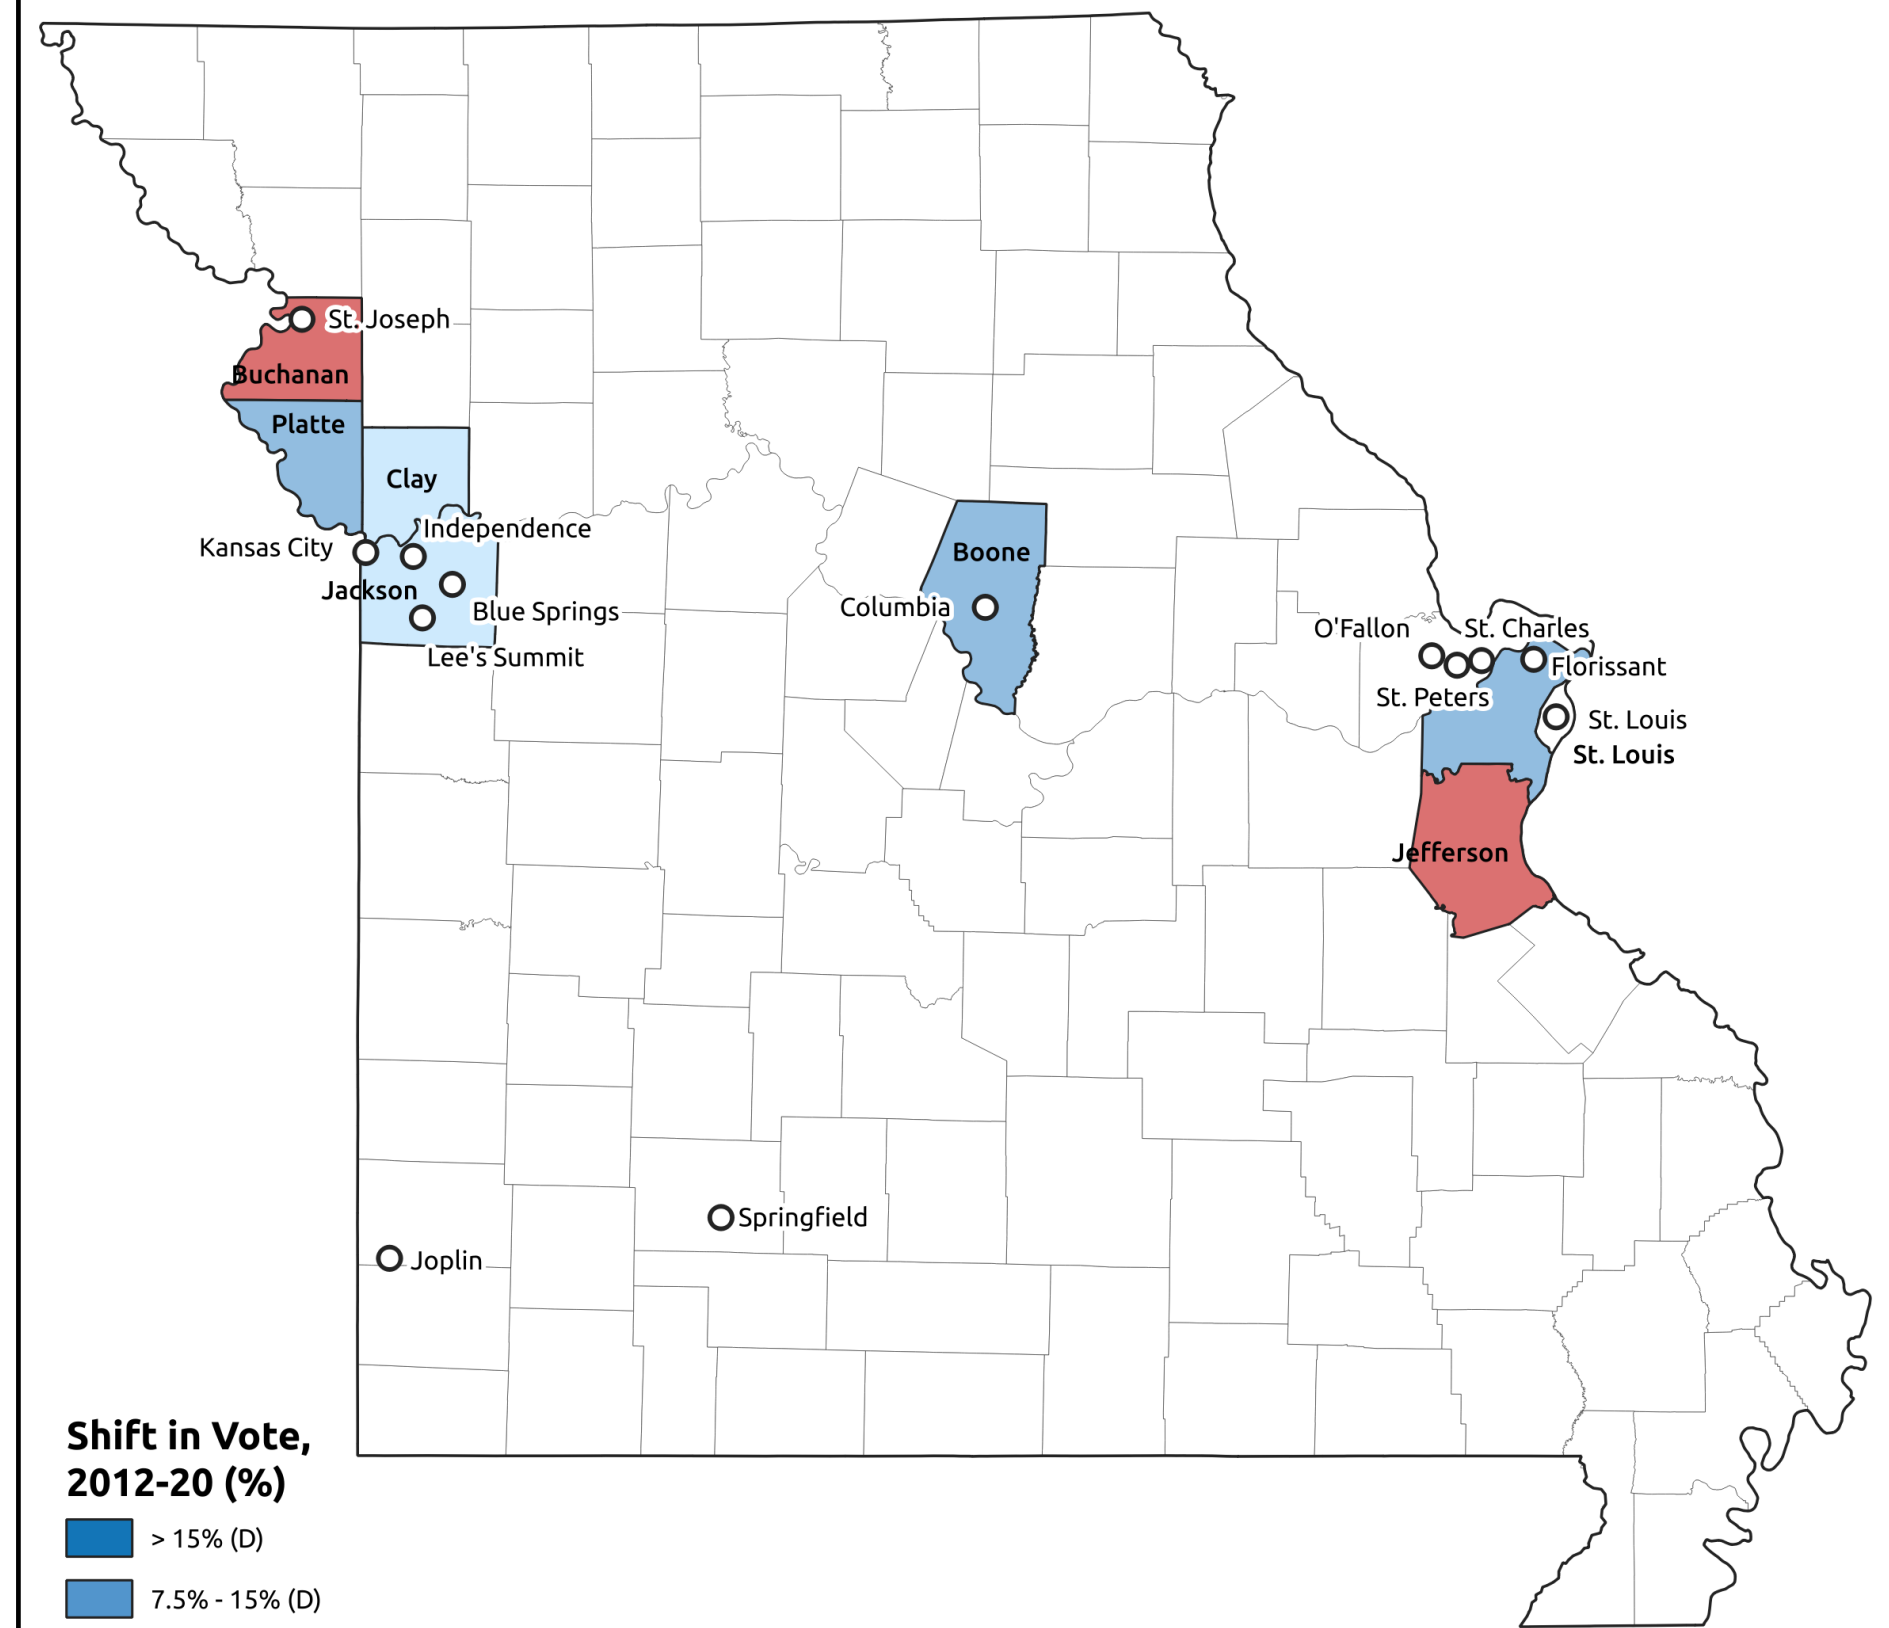 St. Joseph
Buchanan
Platte
Clay
Independence
Kansas City
Jackson
Blue Springs
Lee's Summit
Boone
Columbia
O'Fallon
St. Charles
Florissant
St. Peters
St. Louis
St. Louis
Jefferson
Springfield
Joplin
Shift in Vote,
2012-20 (%)
> 15% (D)
7.5% - 15% (D)